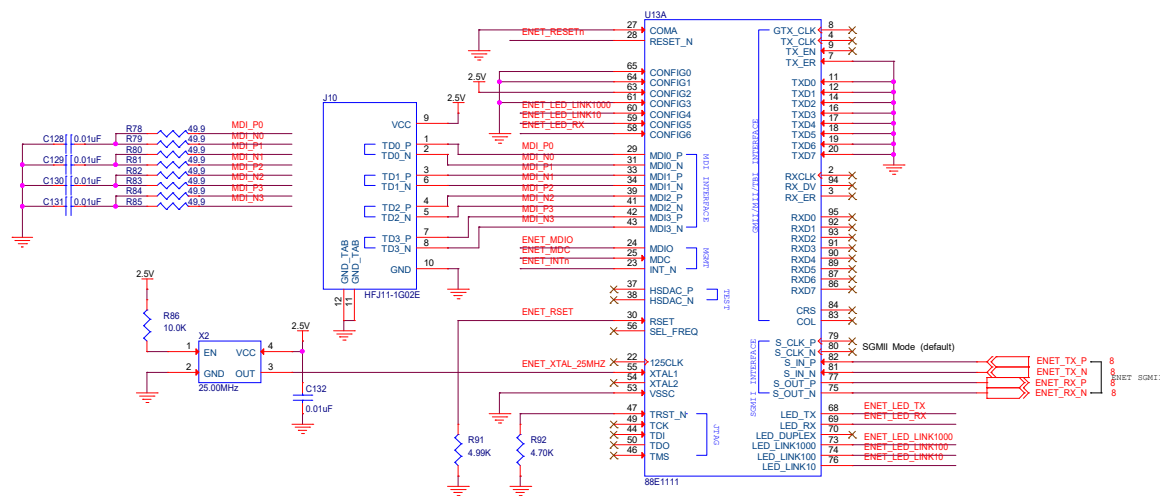 U13A
ENET_RESETn
27
28
COMA
RESET_N
8
4
9
7
GTX_CLK
TX_CLK
TX_EN
TX_ER
2.5V
65
64
63
61
60
59
58
CONFIG0
CONFIG1
CONFIG2
CONFIG3
CONFIG4
CONFIG5
CONFIG6
ENET_LED_LINK1000
ENET_LED_LINK10
ENET_LED_RX
11
12
14
16
17
18
19
20
TXD0
TXD1
TXD2
TXD3
TXD4
TXD5
TXD6
TXD7
J10
2.5V
VCC 9
TD0_P 1
TD0_N 2
TD1_P 3
TD1_N 6
TD2_P 4
TD2_N 5
TD3_P 7
TD3_N 8
GND 10
GND_TAB
GND_TAB
12
11
HFJ11-1G02E
C128 0.01uF
C129 0.01uF
C130 0.01uF
C131 0.01uF
R78 49.9 MDI_P0
R79 49.9 MDI_N0
R80 49.9 MDI_P1
R81 49.9 MDI_N1
R82 49.9 MDI_P2
R83 49.9 MDI_N2
R84 49.9 MDI_P3
R85 49.9 MDI_N3
MDI_P0
MDI_N0
MDI_P1
MDI_N1
MDI_P2
MDI_N2
MDI_P3
MDI_N3
29 MDI0_P
31 MDI0_N
33 MDI1_P
34 MDI1_N
39 MDI2_P
41 MDI2_N
42 MDI3_P
43 MDI3_N
MDI INTERFACE
GMII/MII/TBI INTERFACE
RXCLK 2
RX_DV 94
RX_ER 3
RXD0 95
RXD1 92
RXD2 93
RXD3 91
RXD4 90
RXD5 89
RXD6 87
RXD7 86
CRS 84
COL 83
ENET_MDIO
ENET_MDC
ENET_INTn
24 MDIO
25 MDC
23 INT_N
MGMT
37 HSDAC_P
38 HSDAC_N
TEST
ENET_RSET
30 RSET
56 SEL_FREQ
2.5V
R86
10.0K
X2
2.5V
1 EN
2 GND
VCC 4
OUT 3
25.00MHz
C132
0.01uF
ENET_XTAL_25MHZ
22 125CLK
55 XTAL1
54 XTAL2
53 VSSC
47 TRST_N
49 TCK
44 TDI
50 TDO
46 TMS
JTAG
R91
4.99K
R92
4.70K
88E1111
SGMII INTERFACE
S_CLK_P 79
S_CLK_N 80
S_IN_P 82
S_IN_N 81
S_OUT_P 77
S_OUT_N 75
SGMII Mode (default)
ENET_TX_P 8
ENET_TX_N 8
ENET_RX_P 8
ENET_RX_N 8
ENET SGMII
LED_TX 68 ENET_LED_TX
LED_RX 69 ENET_LED_RX
LED_DUPLEX 70
LED_LINK1000 73 ENET_LED_LINK1000
LED_LINK100 74 ENET_LED_LINK100
LED_LINK10 76 ENET_LED_LINK10